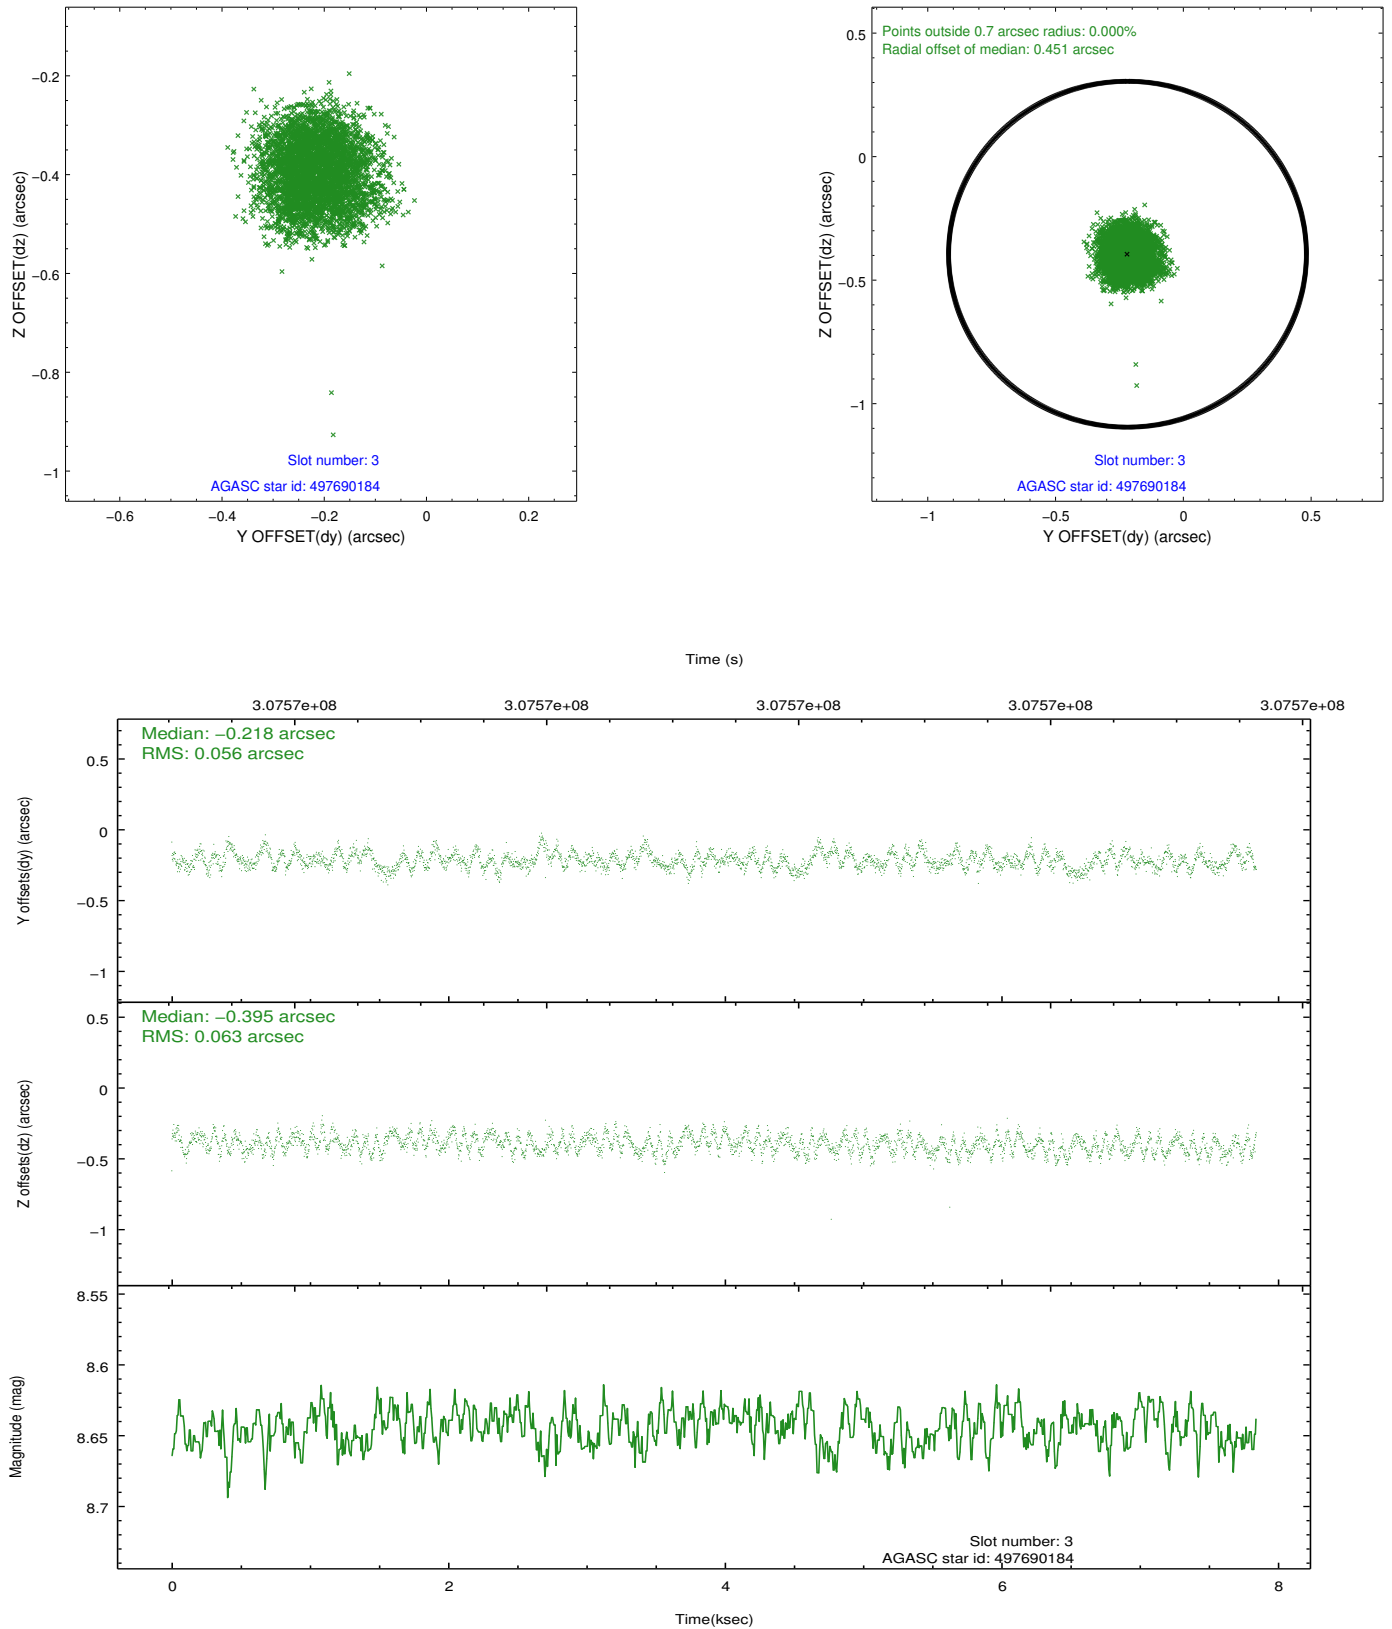 −0.2
−0.4
−0.6
−0.8
−1
Z OFFSET(dz) (arcsec)
Slot number: 3
AGASC star id: 497690184
−0.6 −0.4 −0.2 0 0.2
Y OFFSET(dy) (arcsec)
Points outside 0.7 arcsec radius: 0.000%
Radial offset of median: 0.451 arcsec
0.5
0
−0.5
−1
Z OFFSET(dz) (arcsec)
Slot number: 3
AGASC star id: 497690184
−1 −0.5 0 0.5
Y OFFSET(dy) (arcsec)
Time (s)
3.0757e+08 3.0757e+08 3.0757e+08 3.0757e+08 3.0757e+08
Median: −0.218 arcsec
RMS: 0.056 arcsec
0.5
0
−0.5
−1
Y offsets(dy) (arcsec)
Median: −0.395 arcsec
RMS: 0.063 arcsec
0.5
0
−0.5
−1
Z offsets(dz) (arcsec)
8.55
8.6
8.65
8.7
Magnitude (mag)
Slot number: 3
AGASC star id: 497690184
0 2 4 6 8
Time(ksec)